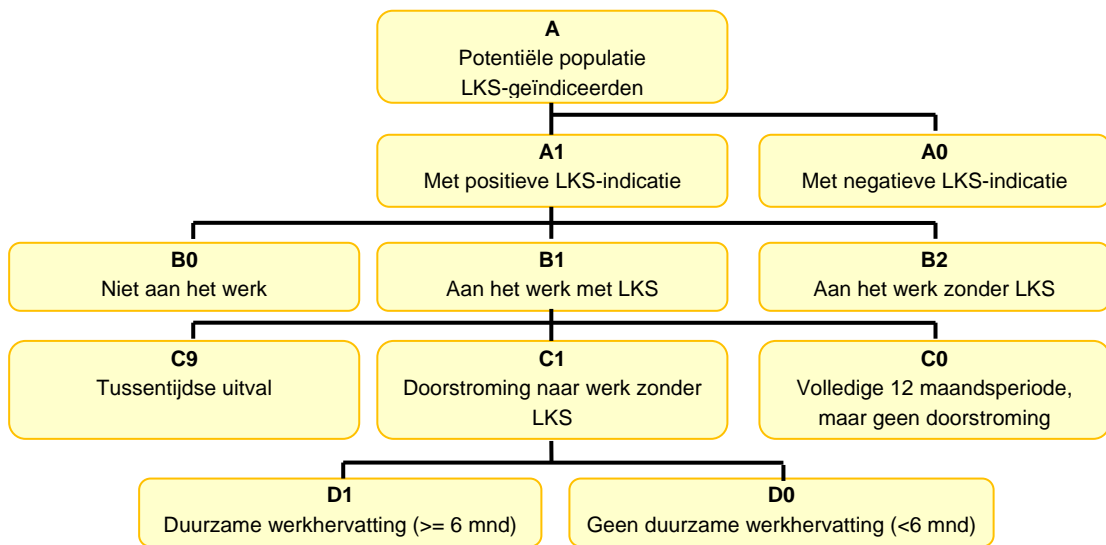 A
Potentiële populatie
LKS-geïndiceerden
A1
Met positieve LKS-indicatie
A0
Met negatieve LKS-indicatie
B0
Niet aan het werk
B1
Aan het werk met LKS
B2
Aan het werk zonder LKS
C9
Tussentijdse uitval
C1
Doorstroming naar werk zonder
LKS
C0
Volledige 12 maandsperiode,
maar geen doorstroming
D1
Duurzame werkhervatting (>= 6 mnd)
D0
Geen duurzame werkhervatting (<6 mnd)